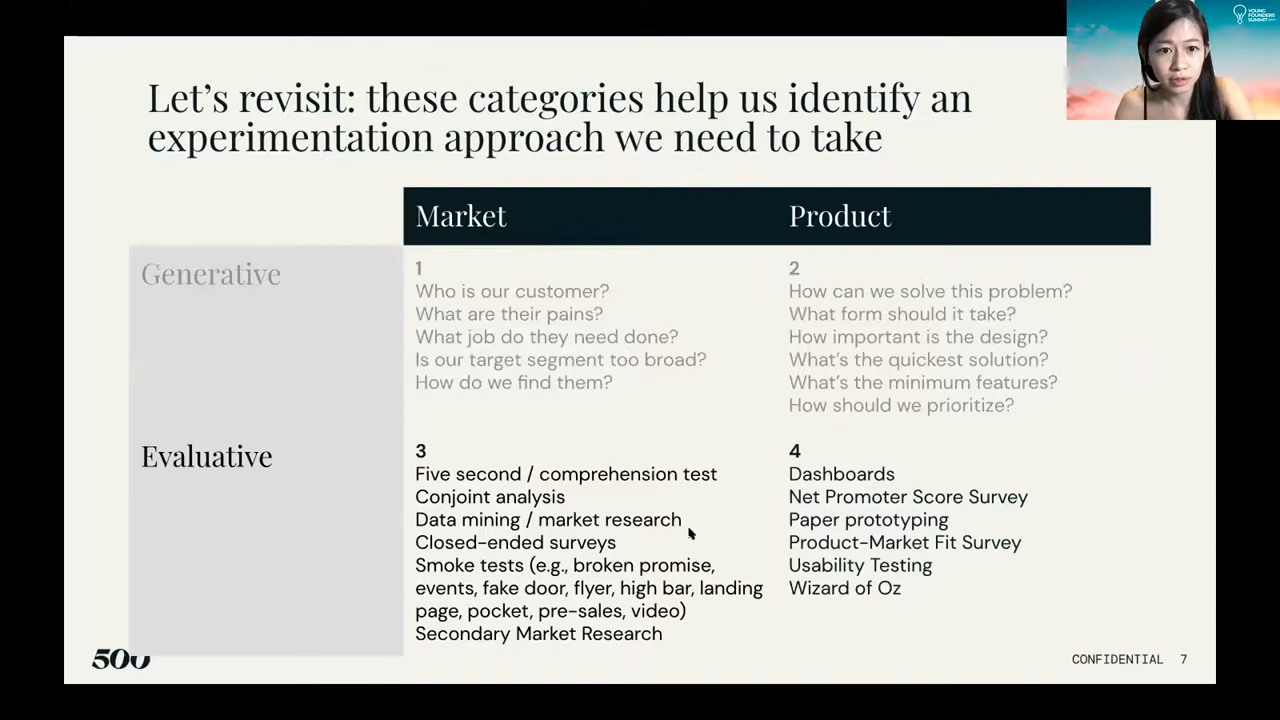 YOUNG
FOUNDERS
SUMMIT
Let's revisit: these categories help us identify an
experimentation approach we need to take
Market
Product
Generative
1
Who is our customer?
What are their pains?
What job do they need done?
Is our target segment too broad?
How do we find them?
2
How can we solve this problem?
What form should it take?
How important is the design?
What's the quickest solution?
What's the minimum features?
How should we prioritize?
Evaluative
3
Five second / comprehension test
Conjoint analysis
Data mining / market research
Closed-ended surveys
Smoke tests (e.g., broken promise,
events, fake door, flyer, high bar, landing
page, pocket, pre-sales, video)
Secondary Market Research
4
Dashboards
Net Promoter Score Survey
Paper prototyping
Product-Market Fit Survey
Usability Testing
Wizard of Oz
500
CONFIDENTIAL 7